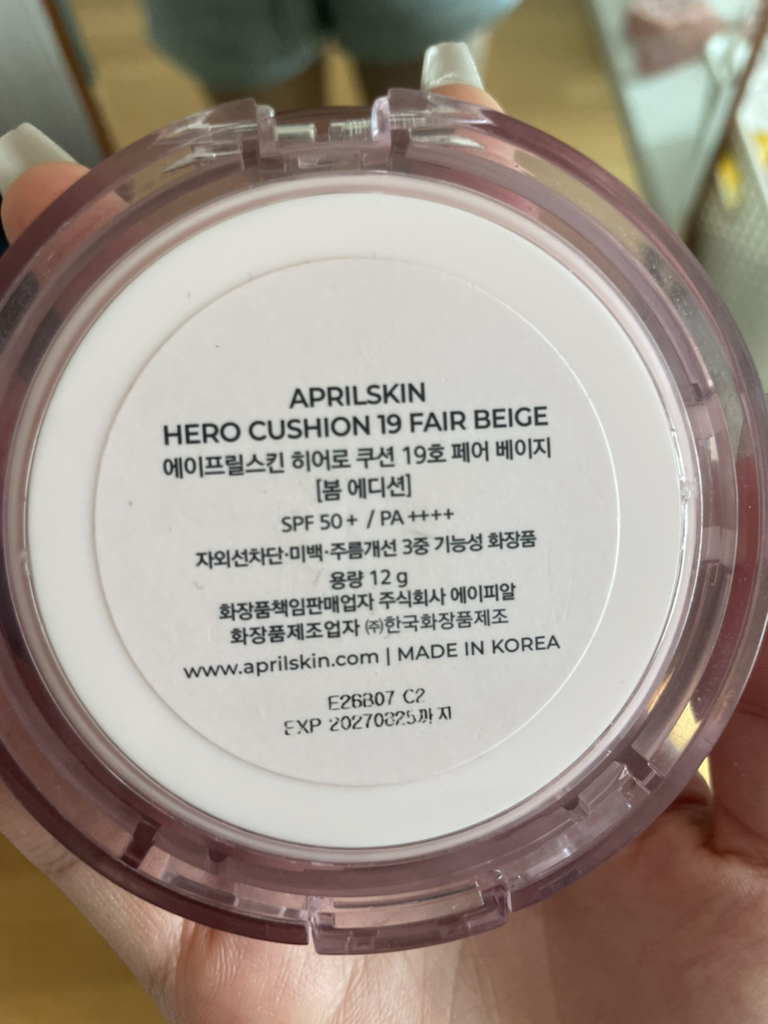 APRILSKIN
HERO CUSHION 19 FAIR BEIGE
에이프릴스킨 히어로 쿠션 19호 페어 베이지
[봄 에디션]
SPF 50+ / PA ++++
자외선차단·미백·주름개선 3중 기능성 화장품
용량 12 g
화장품책임판매업자 주식회사 에이피알
화장품제조업자 ㈜한국화장품제조
www.aprilskin.com | MADE IN KOREA
E26B07 C2
EXP 20270825까지